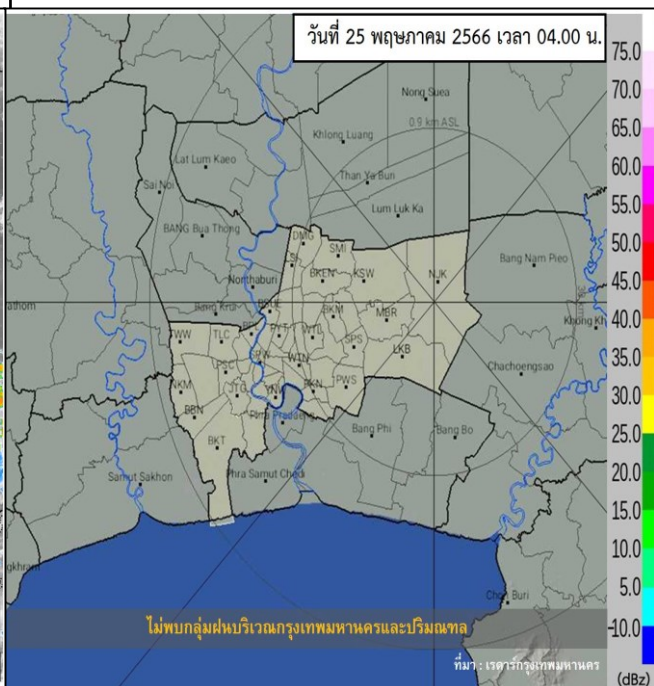 วันที่ 25 พฤษภาคม 2566 เวลา 04.00 น.
75.0
70.0
65.0
60.0
55.0
50.0
45.0
40.0
35.0
30.0
25.0
20.0
15.0
10.0
5.0
-10.0
(dBz)
Nong Suea
0.9 km ASL
Khlong Luang
Lat Lum Kaeo
Than Ya Buri
Sai Noi
Lum Luk Ka
BANG Bua Thong
DMG
SMI
Bang Nam Pieo
BKEN
KSW
NJK
Nonthaburi
athom
BKM
MBR
TWW
TLC
PYT
WTL
SPS
LKB
Chachoengsao
PSC
WTN
NKM
PWS
BBN
Phra Pradaeng
BKT
Bang Phi
Bang Bo
Samut Sakhon
Phra Samut Chedi
Chon Buri
ไม่พบกลุ่มฝนบริเวณกรุงเทพมหานครและปริมณฑล
ที่มา : เรดาร์กรุงเทพมหานคร